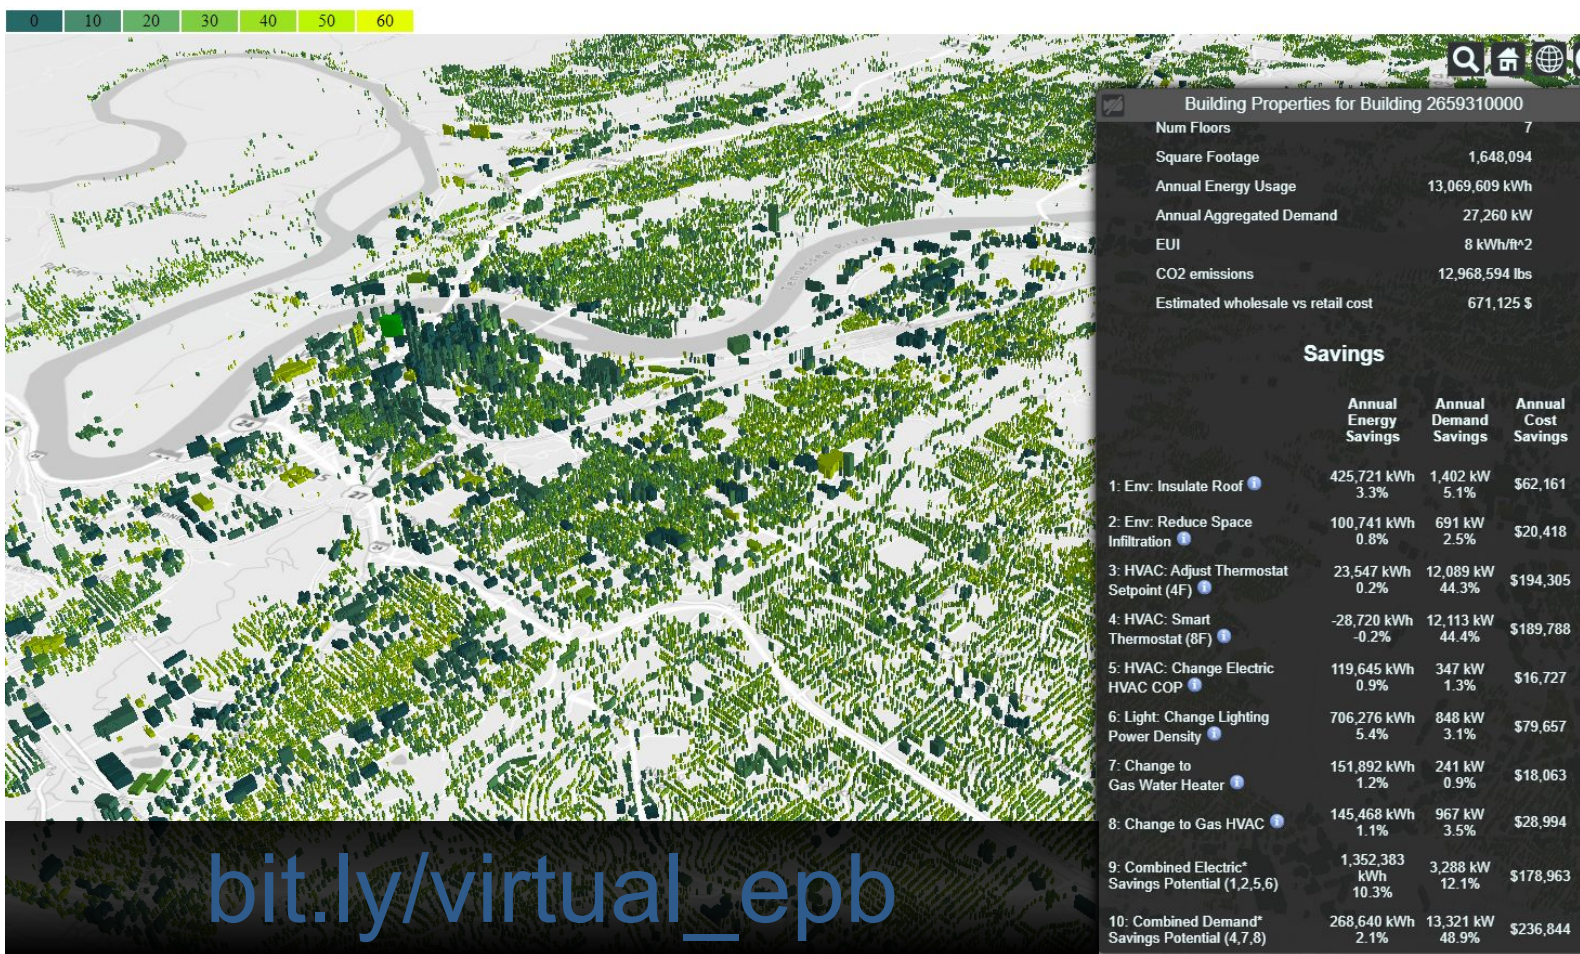 0 10 20 30 40 50 60
Building Properties for Building 2659310000
Num Floors 7
Square Footage 1,648,094
Annual Energy Usage 13,069,609 kWh
Annual Aggregated Demand 27,260 kW
EUI 8 kWh/ft^2
CO2 emissions 12,968,594 lbs
Estimated wholesale vs retail cost 671,125 $
Savings
Annual Energy Savings Annual Demand Savings Annual Cost Savings
1: Env: Insulate Roof 425,721 kWh 3.3% 1,402 kW 5.1% $62,161
2: Env: Reduce Space Infiltration 100,741 kWh 0.8% 691 kW 2.5% $20,418
3: HVAC: Adjust Thermostat Setpoint (4F) 23,547 kWh 0.2% 12,089 kW 44.3% $194,305
4: HVAC: Smart Thermostat (8F) -28,720 kWh -0.2% 12,113 kW 44.4% $189,788
5: HVAC: Change Electric HVAC COP 119,645 kWh 0.9% 347 kW 1.3% $16,727
6: Light: Change Lighting Power Density 706,276 kWh 5.4% 848 kW 3.1% $79,657
7: Change to Gas Water Heater 151,892 kWh 1.2% 241 kW 0.9% $18,063
8: Change to Gas HVAC 145,468 kWh 1.1% 967 kW 3.5% $28,994
9: Combined Electric* Savings Potential (1,2,5,6) 1,352,383 kWh 10.3% 3,288 kW 12.1% $178,963
10: Combined Demand* Savings Potential (4,7,8) 268,640 kWh 2.1% 13,321 kW 48.9% $236,844
Tennessee River
24
27
bit.ly/virtual_epb